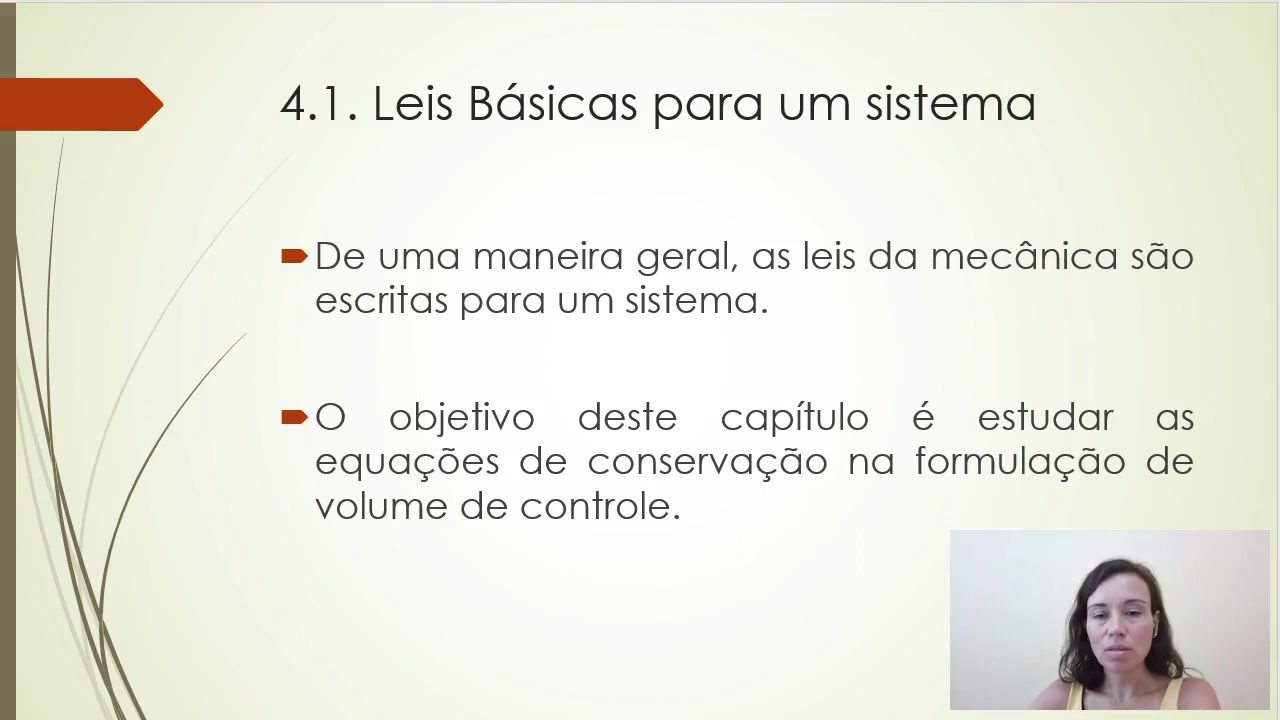 4.1. Leis Básicas para um sistema
De uma maneira geral, as leis da mecânica são
escritas para um sistema.
O objetivo deste capítulo é estudar as
equações de conservação na formulação de
volume de controle.